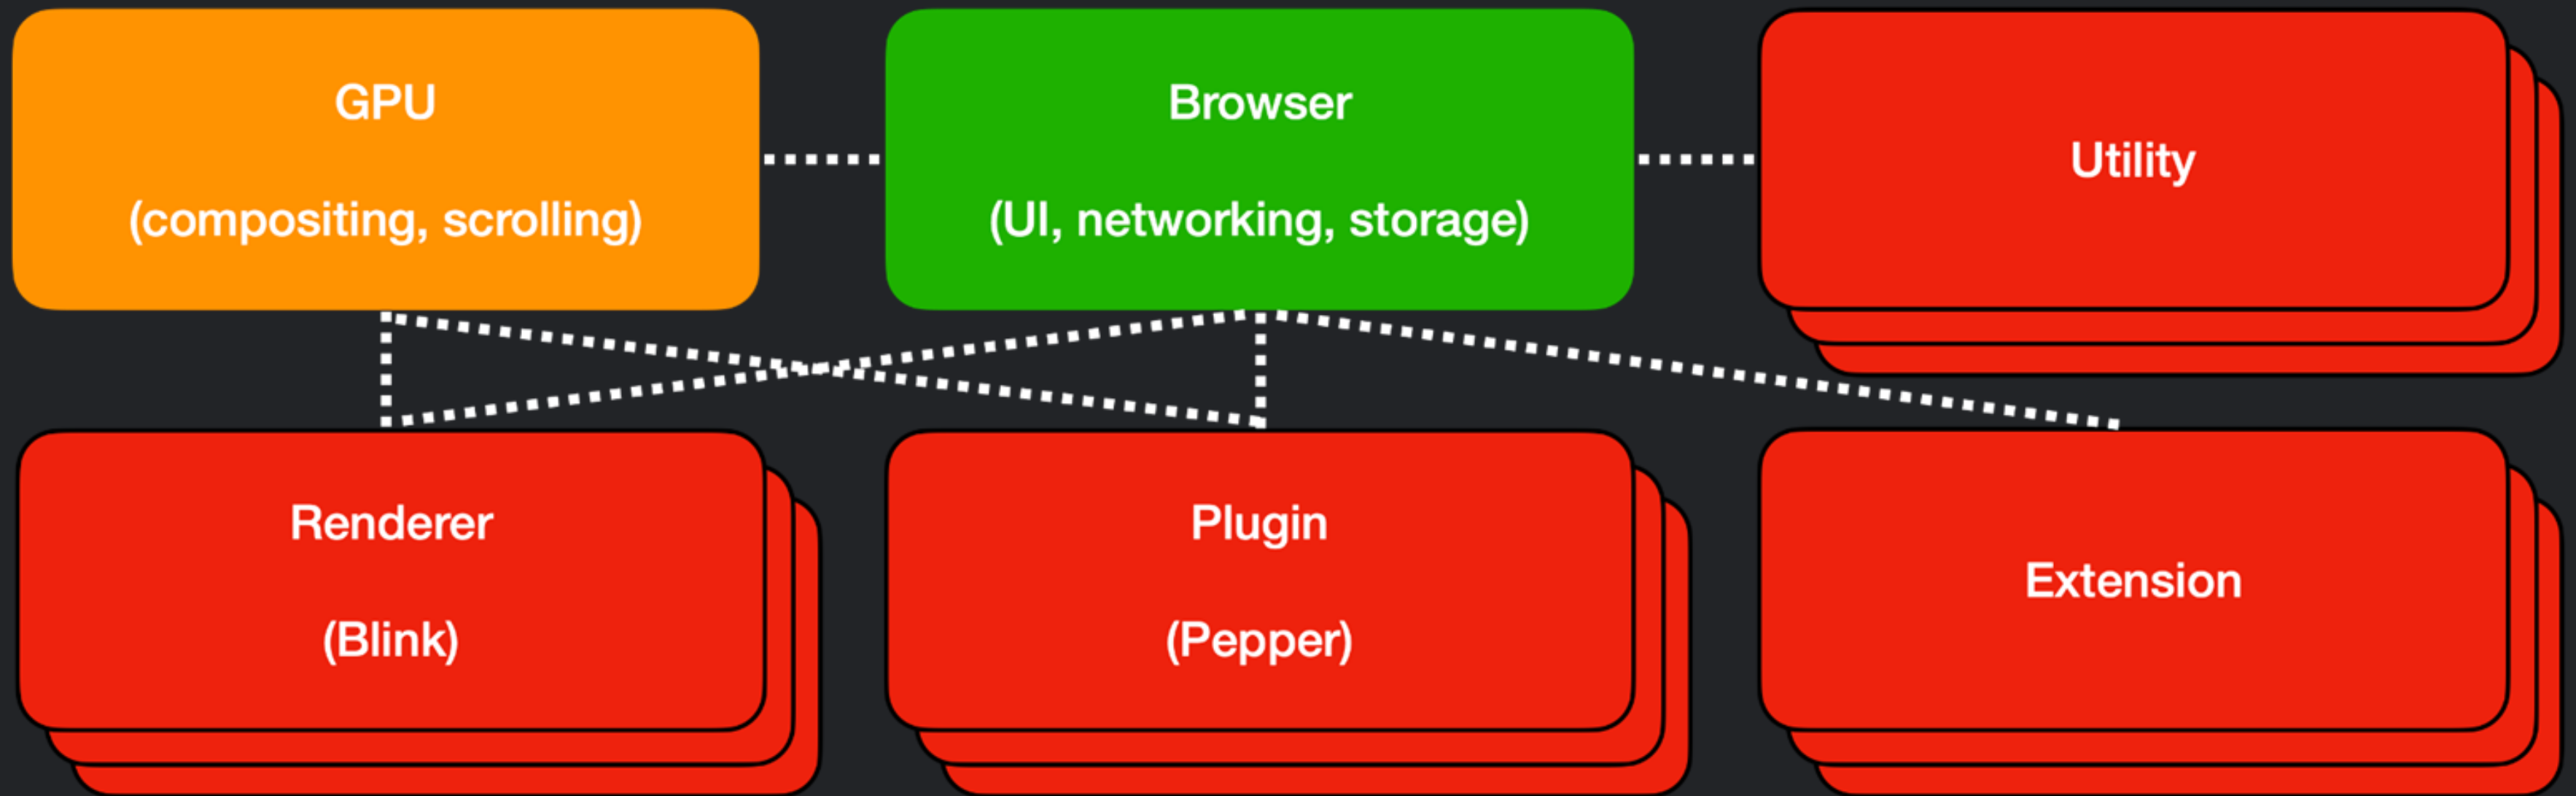 GPU
(compositing, scrolling)
Browser
(UI, networking, storage)
Utility
Renderer
(Blink)
Plugin
(Pepper)
Extension